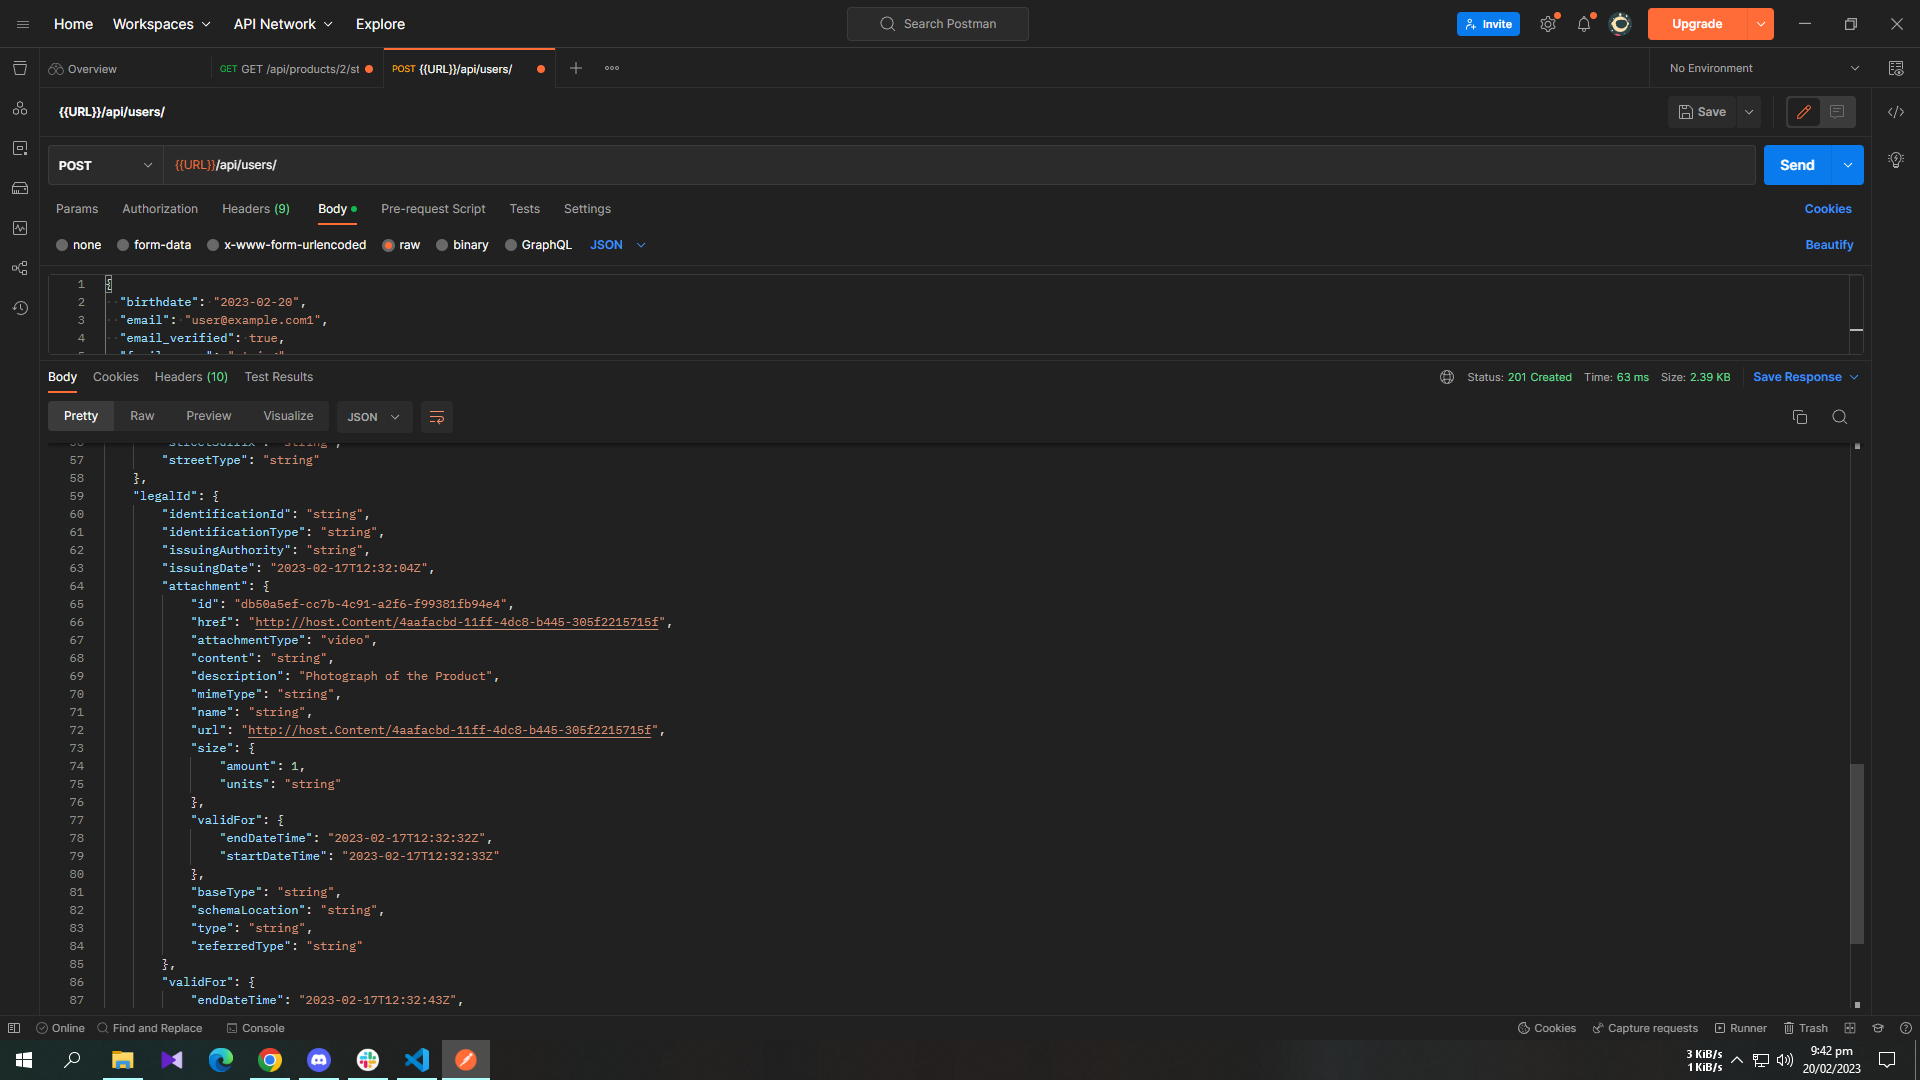 Home Workspaces API Network Explore Search Postman Invite Upgrade
Overview GET GET /api/products/2/st POST {{URL}}/api/users/ No Environment
{{URL}}/api/users/ Save
POST {{URL}}/api/users/ Send
Params Authorization Headers (9) Body Pre-request Script Tests Settings Cookies
none form-data x-www-form-urlencoded raw binary GraphQL JSON Beautify
1 {
2 "birthdate": "2023-02-20",
3 "email": "user@example.com1",
4 "email_verified": true,
Body Cookies Headers (10) Test Results Status: 201 Created Time: 63 ms Size: 2.39 KB Save Response
Pretty Raw Preview Visualize JSON
57 "streetType": "string"
58 },
59 "legalId": {
60 "identificationId": "string",
61 "identificationType": "string",
62 "issuingAuthority": "string",
63 "issuingDate": "2023-02-17T12:32:04Z",
64 "attachment": {
65 "id": "db50a5ef-cc7b-4c91-a2f6-f99381fb94e4",
66 "href": "http://host.Content/4aafacbd-11ff-4dc8-b445-305f2215715f",
67 "attachmentType": "video",
68 "content": "string",
69 "description": "Photograph of the Product",
70 "mimeType": "string",
71 "name": "string",
72 "url": "http://host.Content/4aafacbd-11ff-4dc8-b445-305f2215715f",
73 "size": {
74 "amount": 1,
75 "units": "string"
76 },
77 "validFor": {
78 "endDateTime": "2023-02-17T12:32:32Z",
79 "startDateTime": "2023-02-17T12:32:33Z"
80 },
81 "baseType": "string",
82 "schemaLocation": "string",
83 "type": "string",
84 "referredType": "string"
85 },
86 "validFor": {
87 "endDateTime": "2023-02-17T12:32:43Z",
Online Find and Replace Console Cookies Capture requests Runner Trash
3 KiB/s
1 KiB/s
9:42 pm
20/02/2023